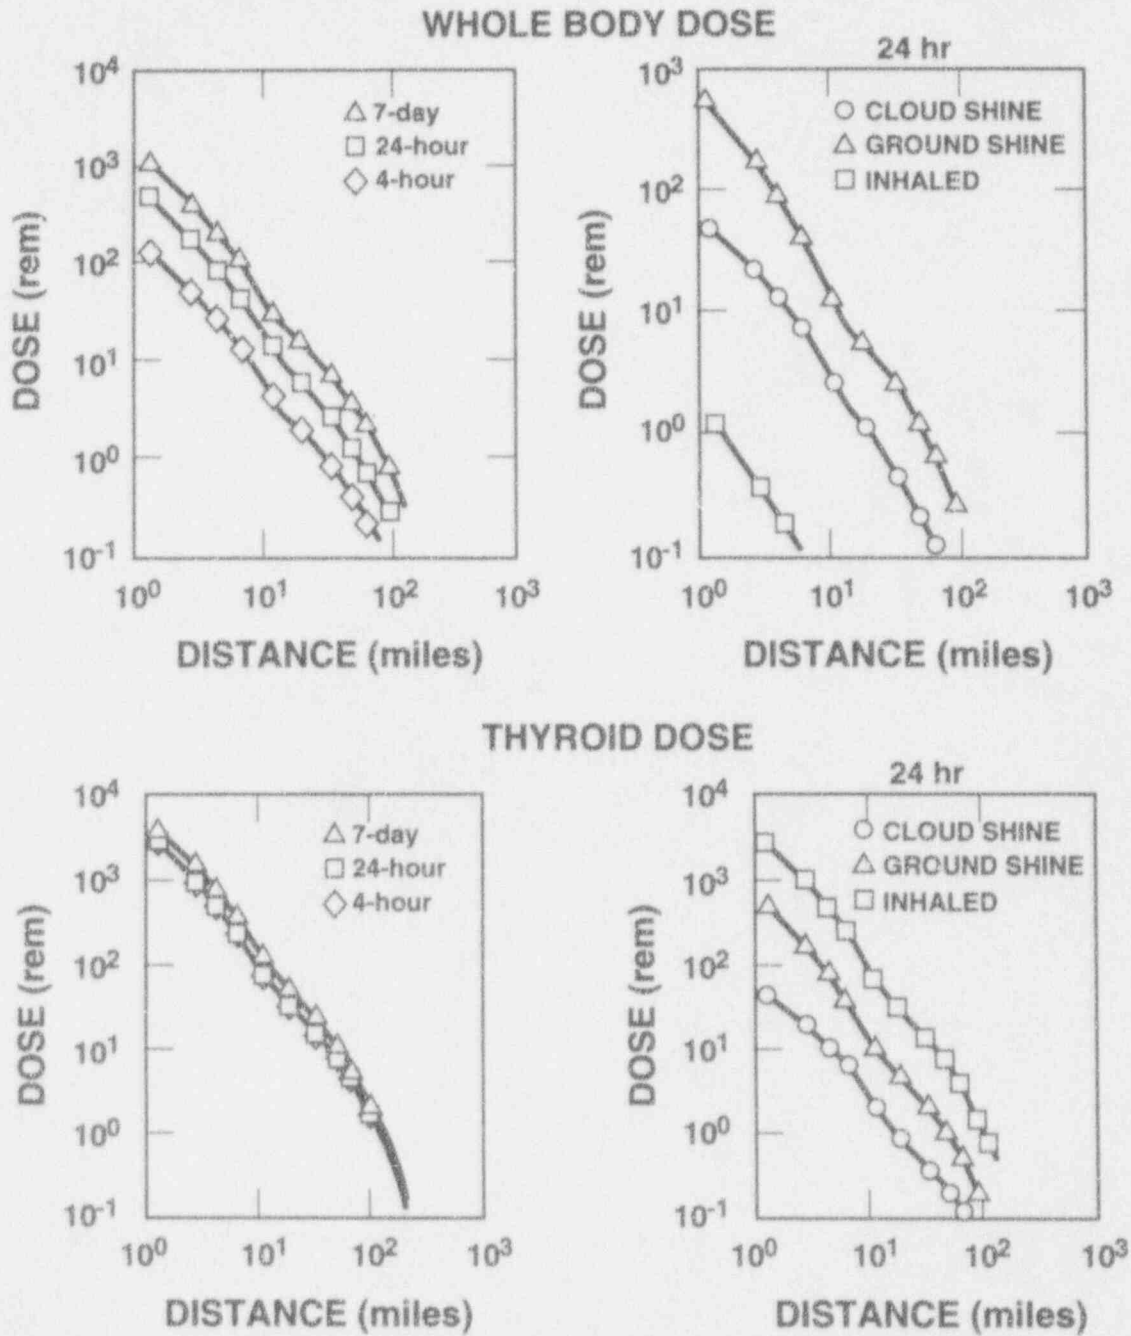 WHOLE BODY DOSE
10⁴
10³
10²
10¹
10⁰
10⁻¹
DOSE (rem)
7-day
24-hour
4-hour
10⁰ 10¹ 10² 10³
DISTANCE (miles)
24 hr
10³
10²
10¹
10⁰
10⁻¹
DOSE (rem)
CLOUD SHINE
GROUND SHINE
INHALED
10⁰ 10¹ 10² 10³
DISTANCE (miles)
THYROID DOSE
10⁴
10³
10²
10¹
10⁰
10⁻¹
DOSE (rem)
7-day
24-hour
4-hour
10⁰ 10¹ 10² 10³
DISTANCE (miles)
24 hr
10⁴
10³
10²
10¹
10⁰
10⁻¹
DOSE (rem)
CLOUD SHINE
GROUND SHINE
INHALED
10⁰ 10¹ 10² 10³
DISTANCE (miles)